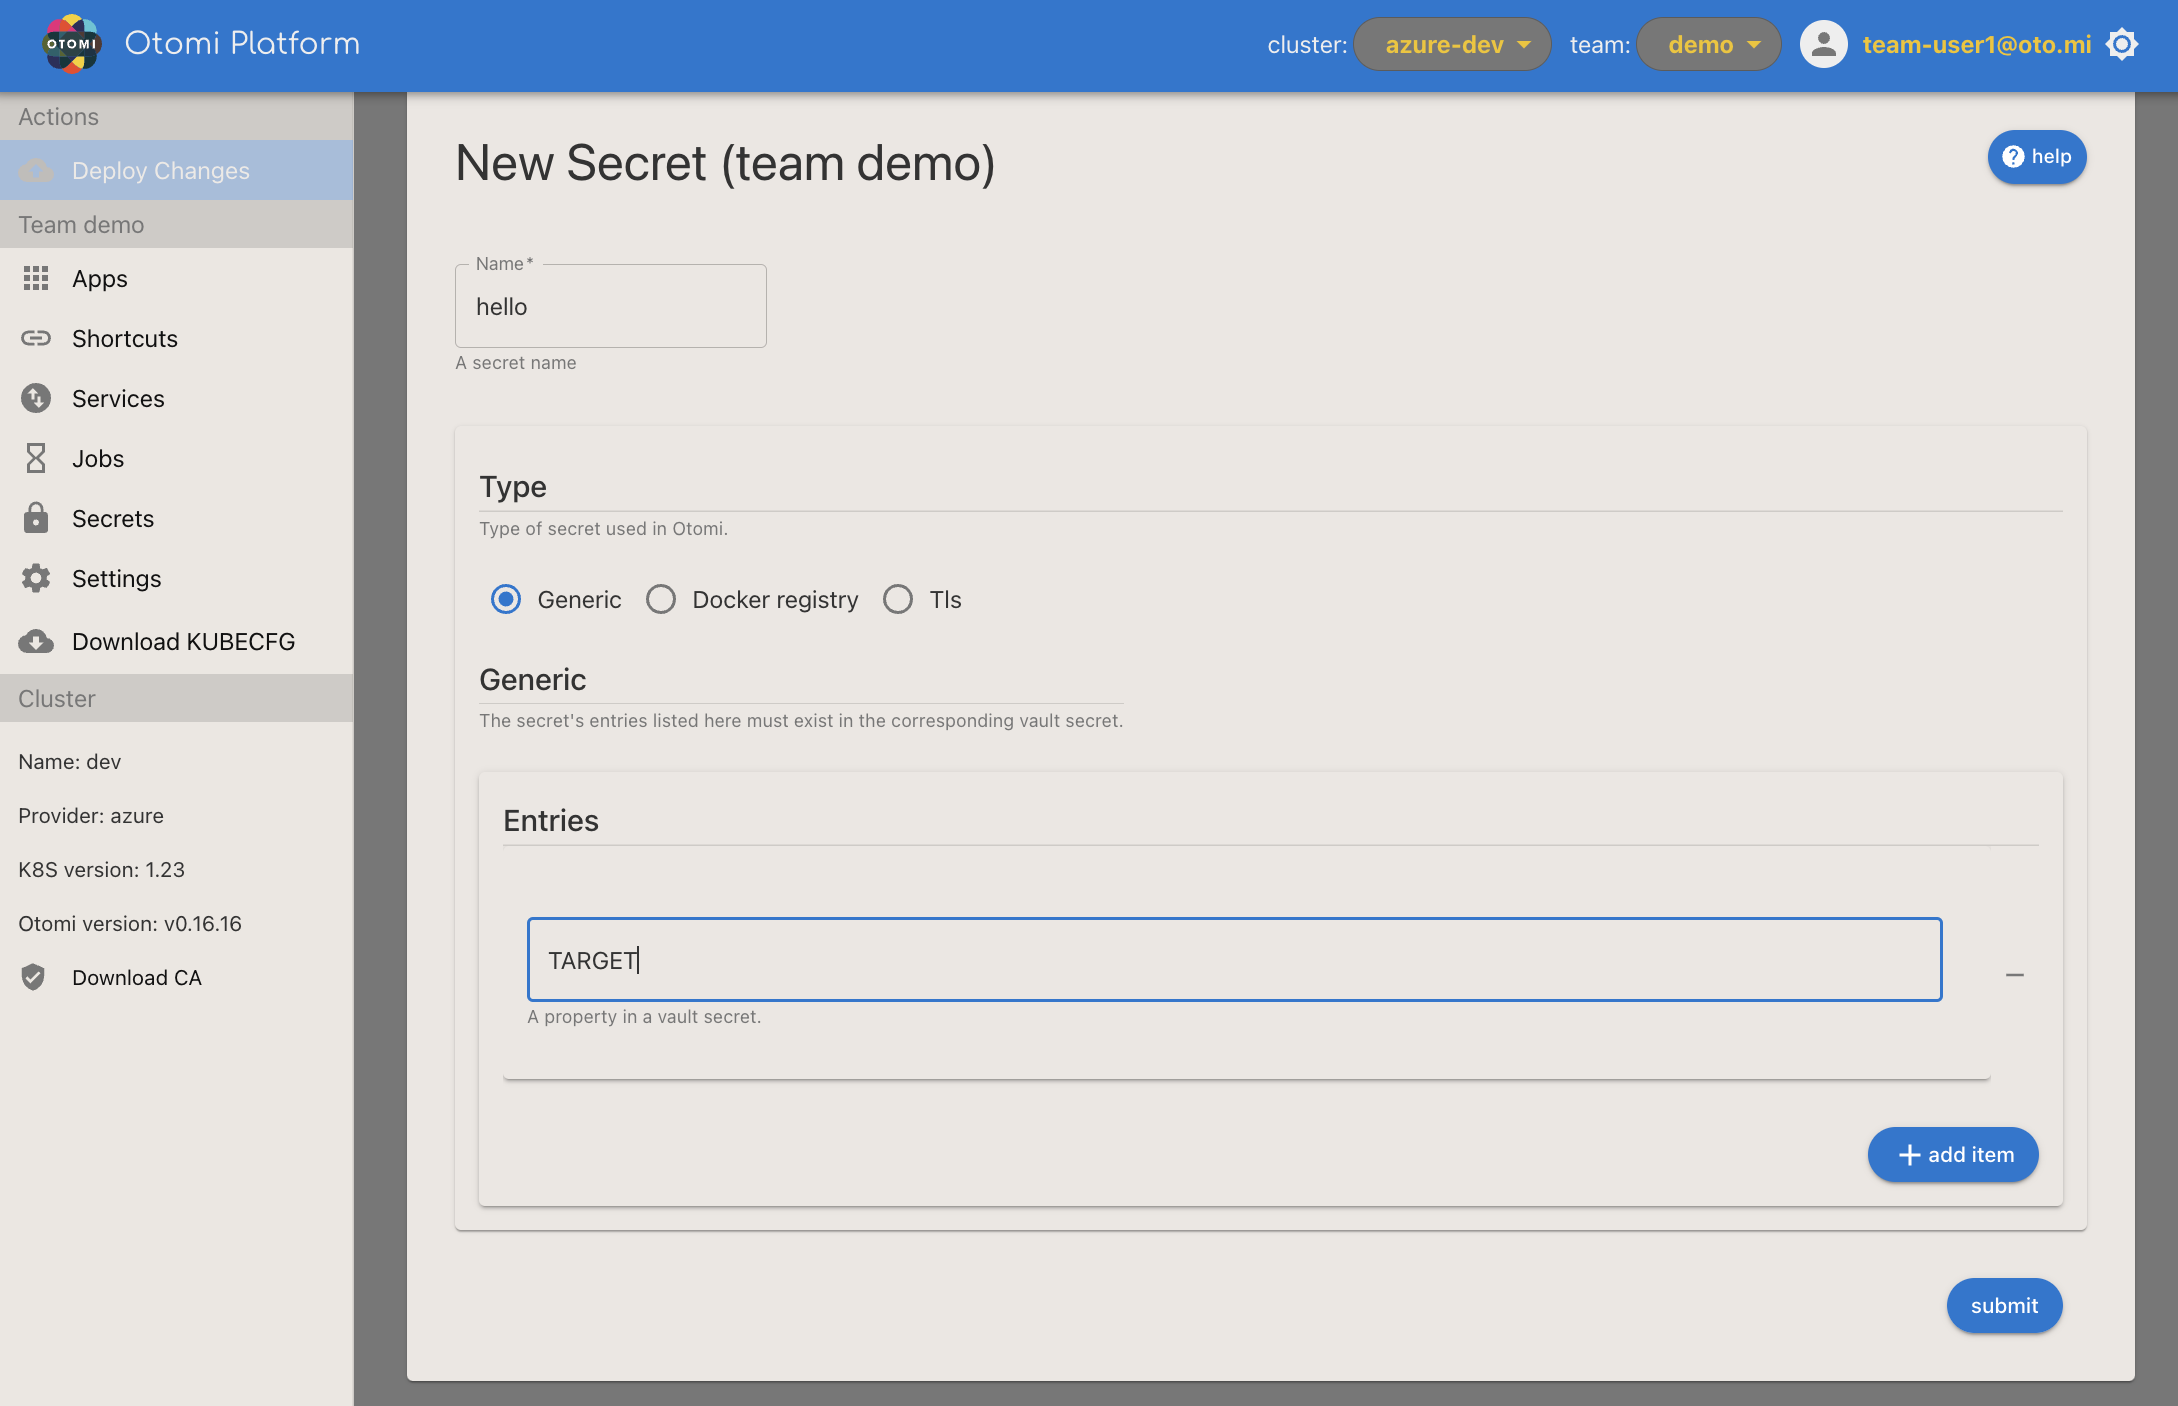 OTOMI
Otomi Platform
cluster: azure-dev team: demo team-user1@oto.mi
Actions
Deploy Changes
Team demo
Apps
Shortcuts
Services
Jobs
Secrets
Settings
Download KUBECFG
Cluster
Name: dev
Provider: azure
K8S version: 1.23
Otomi version: v0.16.16
Download CA
New Secret (team demo)
? help
Name*
hello
A secret name
Type
Type of secret used in Otomi.
Generic Docker registry Tls
Generic
The secret's entries listed here must exist in the corresponding vault secret.
Entries
TARGET
A property in a vault secret.
+ add item
submit